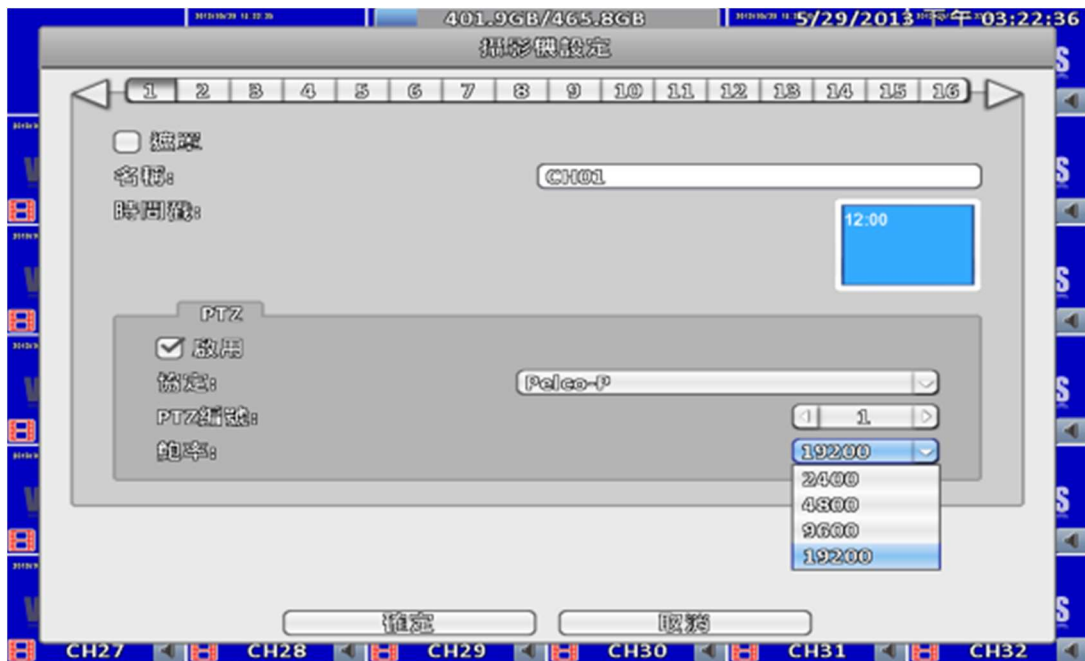 401.9GB/465.8GB 5/29/2013 下午 03:22:36
攝影機設定
1 2 3 4 5 6 7 8 9 10 11 12 13 14 15 16
遮罩
名稱: CH01
時間戳:
12:00
PTZ
啟用
協定: Pelco-P
PTZ編號: 1
鮑率: 19200
2400
4800
9600
19200
確定 取消
CH27 CH28 CH29 CH30 CH31 CH32